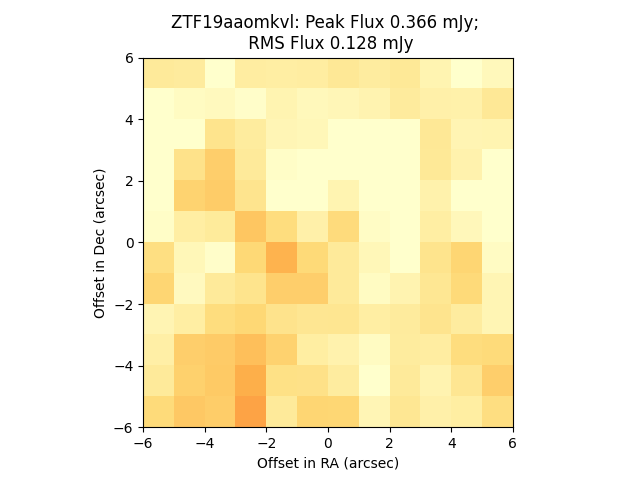 ZTF19aaomkvl: Peak Flux 0.366 mJy;
RMS Flux 0.128 mJy
6
4
2
0
−2
−4
−6
Offset in Dec (arcsec)
−6 −4 −2 0 2 4 6
Offset in RA (arcsec)